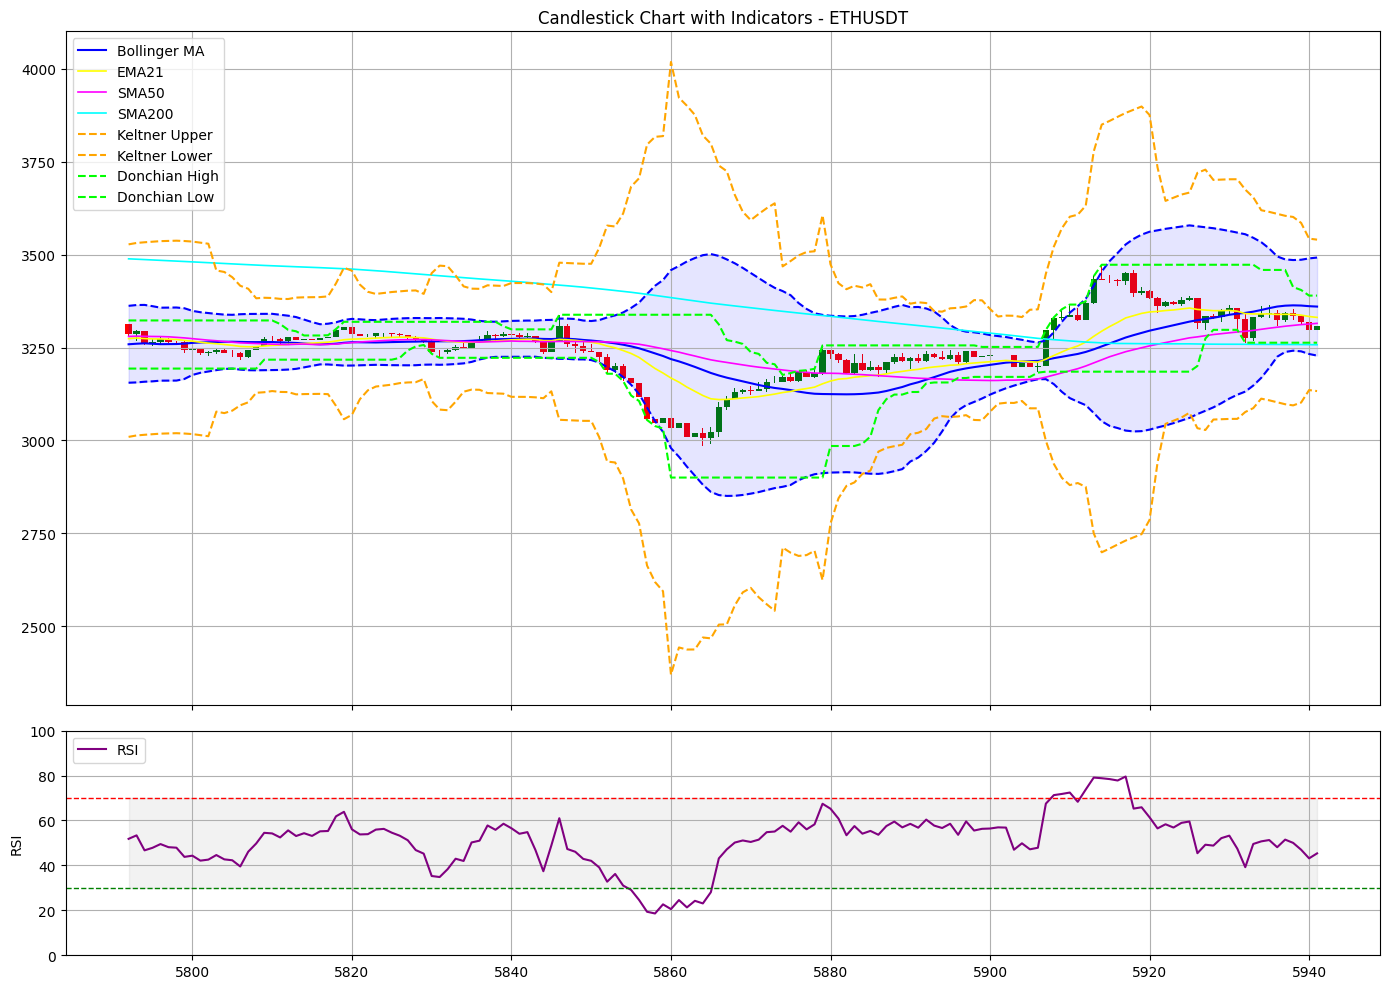 Candlestick Chart with Indicators - ETHUSDT
Bollinger MA
EMA21
SMA50
SMA200
Keltner Upper
Keltner Lower
Donchian High
Donchian Low
4000
3750
3500
3250
3000
2750
2500
RSI
100
80
60
40
20
0
RSI
5800 5820 5840 5860 5880 5900 5920 5940